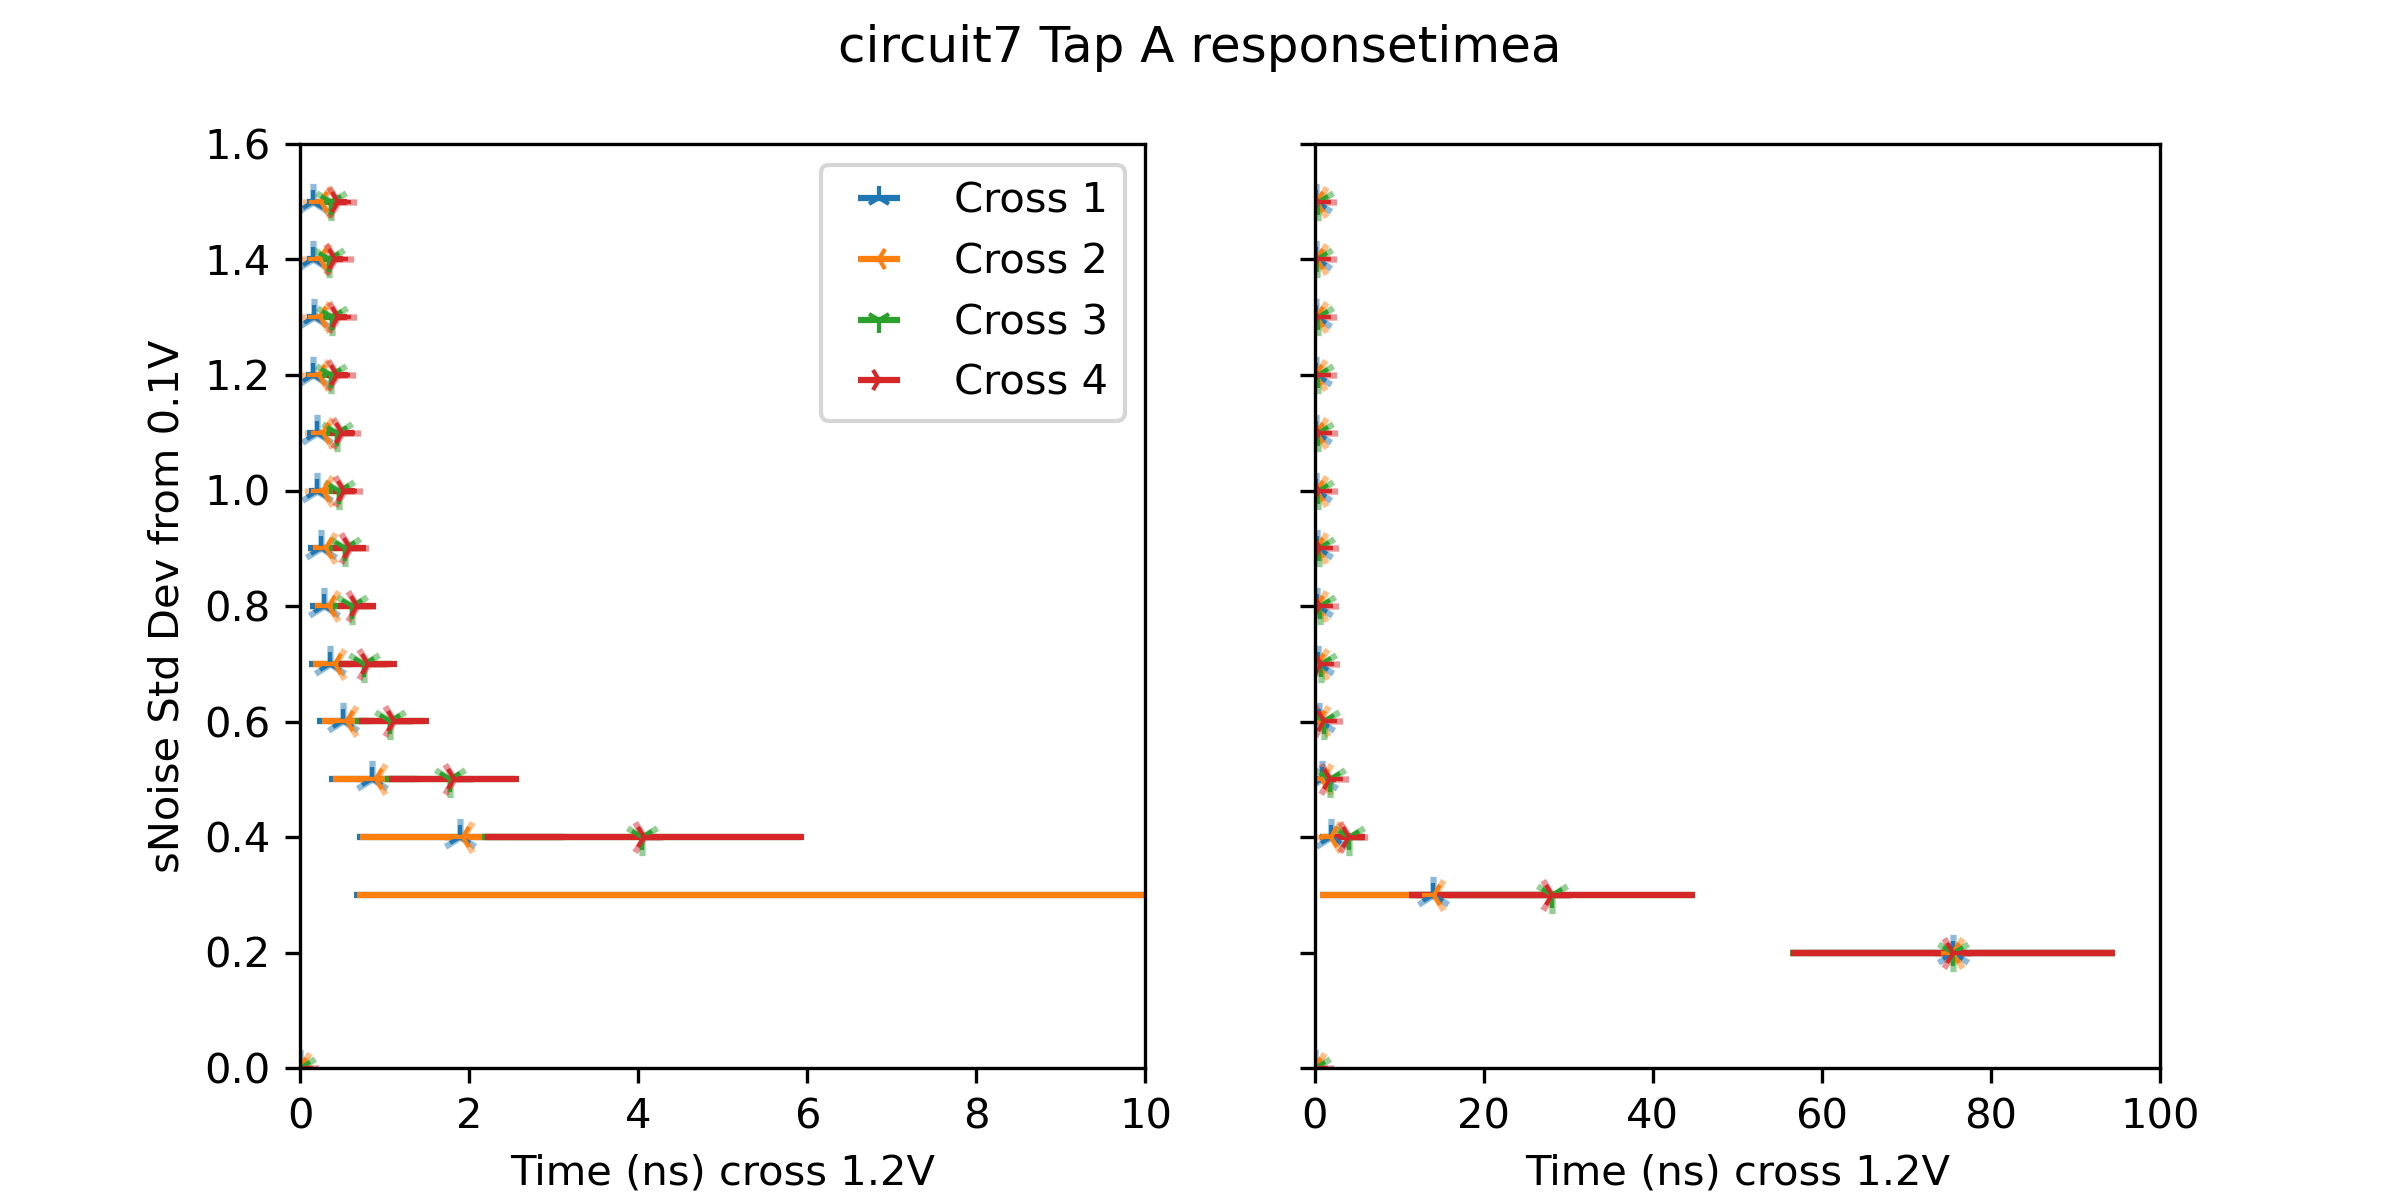 circuit7 Tap A responsetimea
sNoise Std Dev from 0.1V
1.6
1.4
1.2
1.0
0.8
0.6
0.4
0.2
0.0
Cross 1
Cross 2
Cross 3
Cross 4
0 2 4 6 8 10
Time (ns) cross 1.2V
0 20 40 60 80 100
Time (ns) cross 1.2V